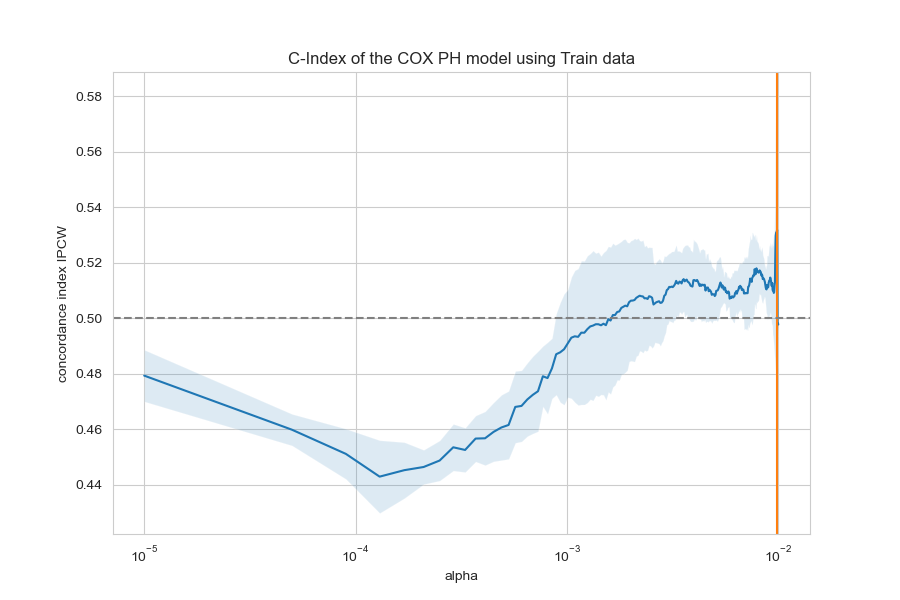 C-Index of the COX PH model using Train data
concordance index IPCW
0.58
0.56
0.54
0.52
0.50
0.48
0.46
0.44
10⁻⁵ 10⁻⁴ 10⁻³ 10⁻²
alpha